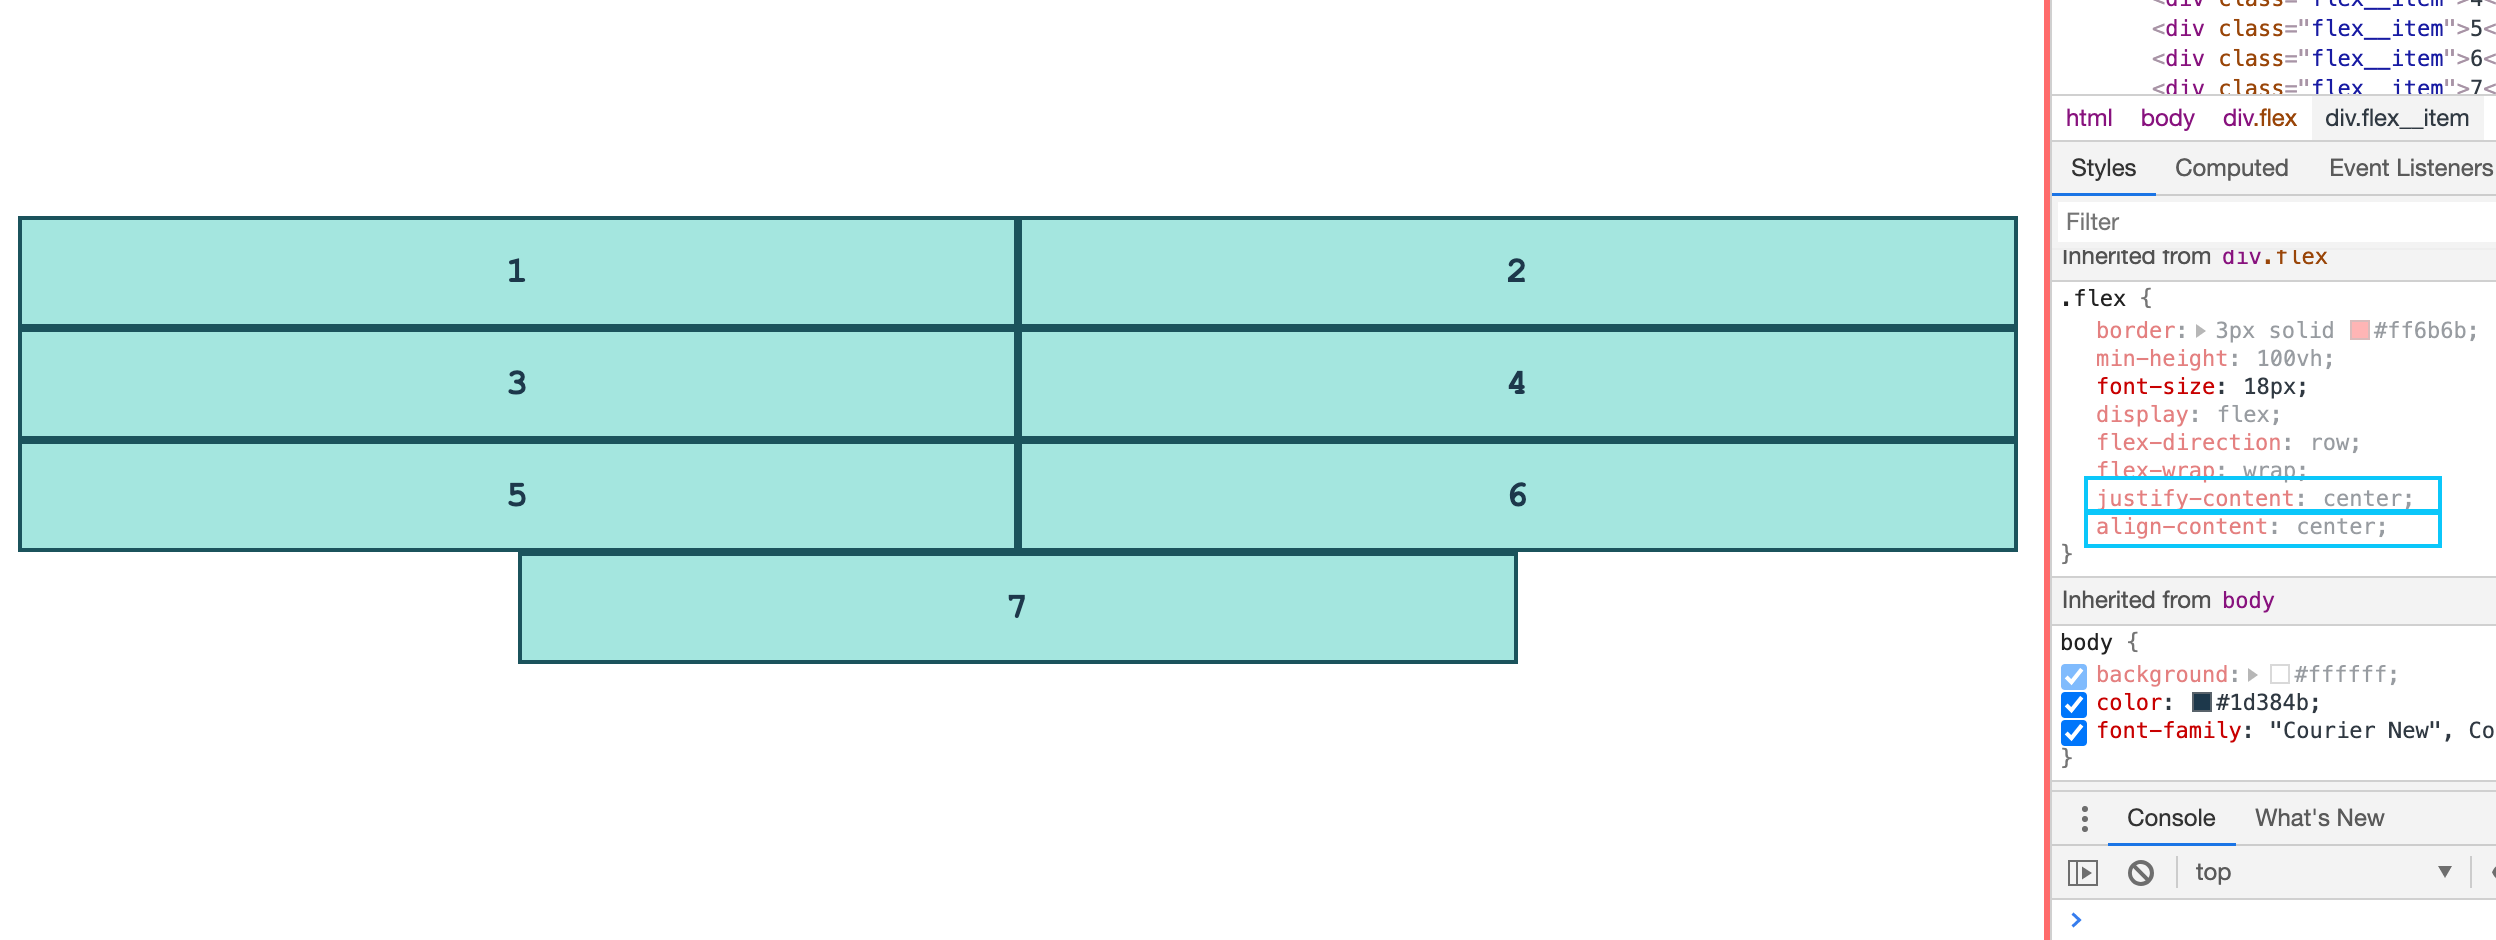 1
2
3
4
5
6
7
<div class="flex__item">4<
<div class="flex__item">5<
<div class="flex__item">6<
<div class="flex__item">7<
html body div.flex div.flex__item
Styles Computed Event Listeners
Filter
Inherited from div.flex
.flex {
border: 3px solid #ff6b6b;
min-height: 100vh;
font-size: 18px;
display: flex;
flex-direction: row;
flex-wrap: wrap;
justify-content: center;
align-content: center;
}
Inherited from body
body {
background: #ffffff;
color: #1d384b;
font-family: "Courier New", Co
}
Console What's New
top